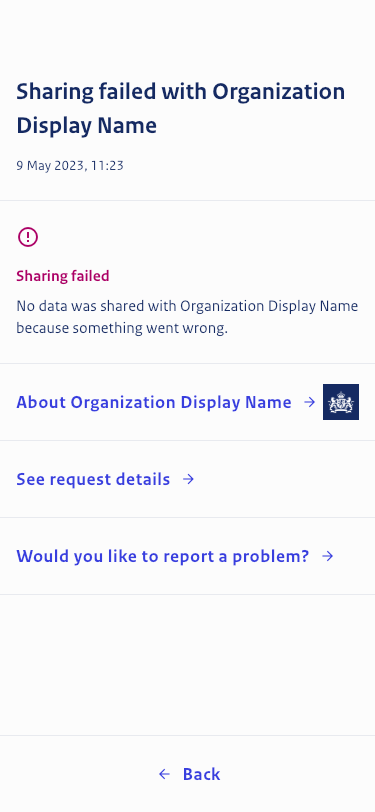 Sharing failed with Organization
Display Name
9 May 2023, 11:23
Sharing failed
No data was shared with Organization Display Name
because something went wrong.
About Organization Display Name
See request details
Would you like to report a problem?
Back